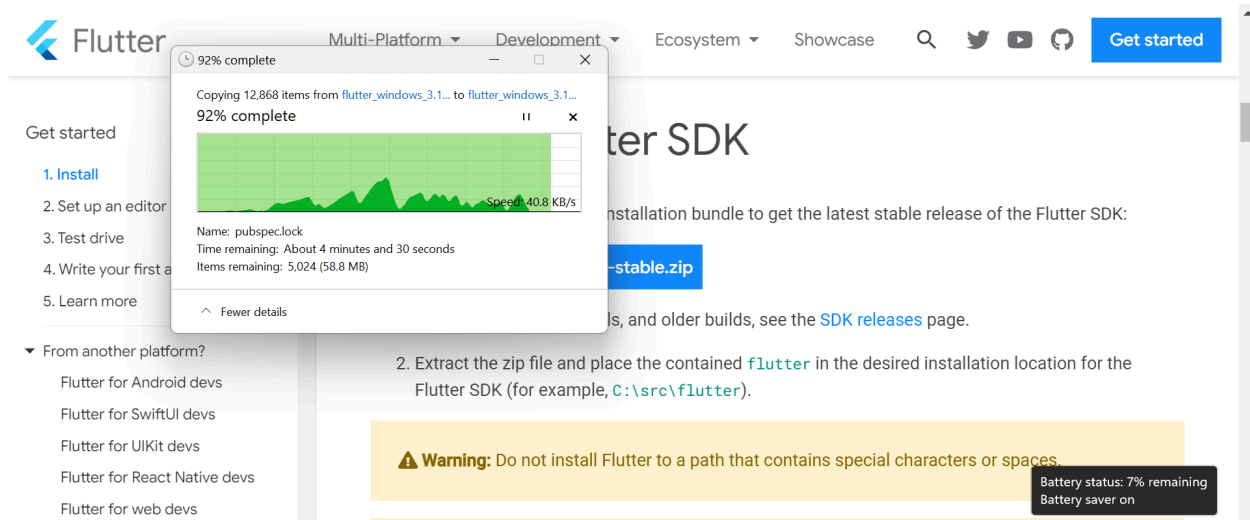 Flutter
Multi-Platform
Development
Ecosystem
Showcase
Get started
92% complete
Copying 12,868 items from flutter_windows_3.1... to flutter_windows_3.1...
92% complete
Speed: 40.8 KB/s
Name: pubspec.lock
Time remaining: About 4 minutes and 30 seconds
Items remaining: 5,024 (58.8 MB)
Fewer details
Get started
1. Install
2. Set up an editor
3. Test drive
4. Write your first a
5. Learn more
From another platform?
Flutter for Android devs
Flutter for SwiftUI devs
Flutter for UIKit devs
Flutter for React Native devs
Flutter for web devs
ter SDK
nstallation bundle to get the latest stable release of the Flutter SDK:
-stable.zip
ls, and older builds, see the SDK releases page.
2. Extract the zip file and place the contained flutter in the desired installation location for the
Flutter SDK (for example, C:\src\flutter).
Warning: Do not install Flutter to a path that contains special characters or spaces.
Battery status: 7% remaining
Battery saver on